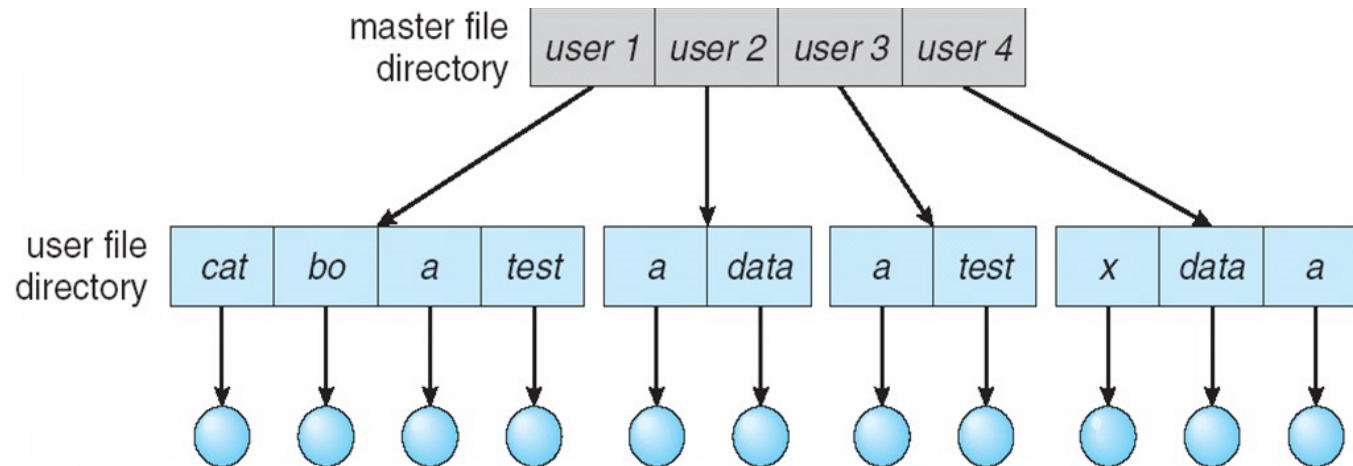 master file
directory
user 1 user 2 user 3 user 4
user file
directory
cat bo a test a data a test x data a